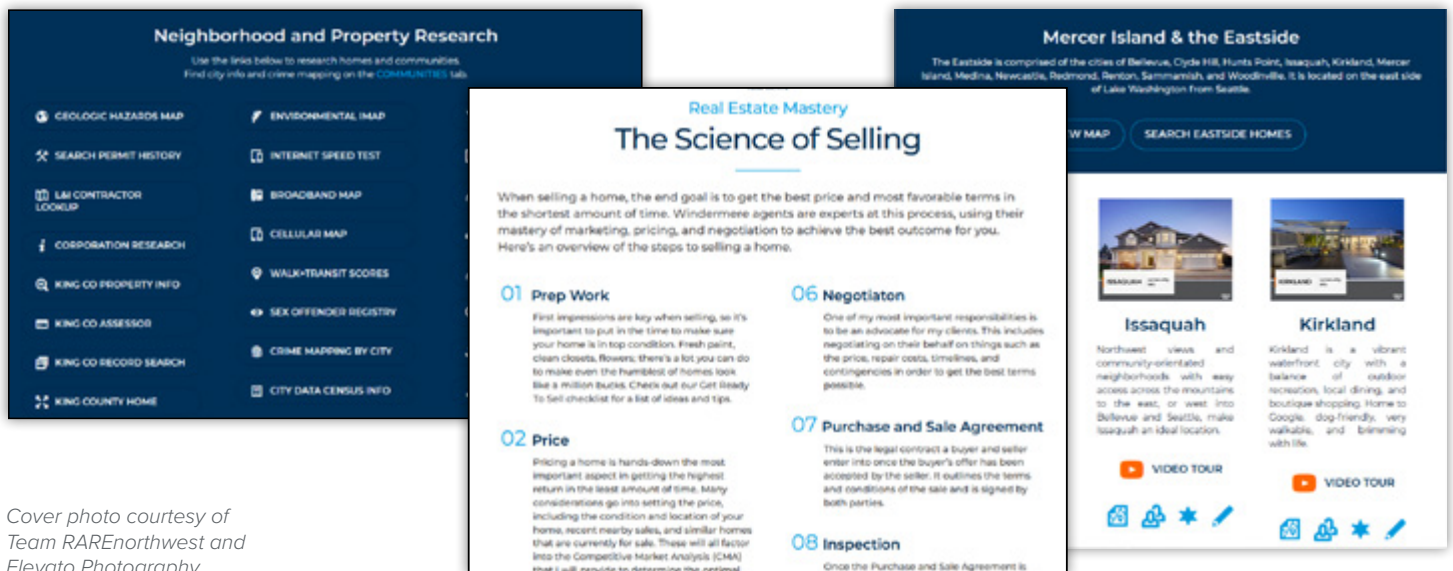 Neighborhood and Property Research
Use the links below to research homes and communities.
Find city info and crime mapping on the COMMUNITIES tab.
GEOLOGIC HAZARDS MAP
SEARCH PERMIT HISTORY
L&I CONTRACTOR
LOOKUP
CORPORATION RESEARCH
KING CO PROPERTY INFO
KING CO ASSESSOR
KING CO RECORD SEARCH
KING COUNTY HOME
ENVIRONMENTAL IMAP
INTERNET SPEED TEST
BROADBAND MAP
CELLULAR MAP
WALK+TRANSIT SCORES
SEX OFFENDER REGISTRY
CRIME MAPPING BY CITY
CITY DATA CENSUS INFO
Real Estate Mastery
The Science of Selling
When selling a home, the end goal is to get the best price and most favorable terms in
the shortest amount of time. Windermere agents are experts at this process, using their
mastery of marketing, pricing, and negotiation to achieve the best outcome for you.
Here's an overview of the steps to selling a home.
01 Prep Work
First impressions are key when selling, so it's
important to put in the time to make sure
your home is in top condition. Fresh paint,
clean closets, flowers; there's a lot you can do
to make even the humblest of homes look
like a million bucks. Check out our Get Ready
To Sell checklist for a list of ideas and tips.
02 Price
Pricing a home is hands-down the most
important aspect in getting the highest
return in the least amount of time. Many
considerations go into setting the price,
including the condition and location of your
home, recent nearby sales, and similar homes
that are currently for sale. These will all factor
into the Competitive Market Analysis (CMA)
that I will provide to determine the optimal
06 Negotiaton
One of my most important responsibilities is
to be an advocate for my clients. This includes
negotiating on their behalf on things such as
the price, repair costs, timelines, and
contingencies in order to get the best terms
possible.
07 Purchase and Sale Agreement
This is the legal contract a buyer and seller
enter into once the buyer's offer has been
accepted by the seller. It outlines the terms
and conditions of the sale and is signed by
both parties.
08 Inspection
Once the Purchase and Sale Agreement is
Mercer Island & the Eastside
The Eastside is comprised of the cities of Bellevue, Clyde Hill, Hunts Point, Issaquah, Kirkland, Mercer
Island, Medina, Newcastle, Redmond, Renton, Sammamish, and Woodinville. It is located on the east side
of Lake Washington from Seattle.
W MAP
SEARCH EASTSIDE HOMES
ISSAQUAH
KIRKLAND
Issaquah
Northwest views and
community-orientated
neighborhoods with easy
access across the mountains
to the east, or west into
Bellevue and Seattle, make
Issaquah an ideal location.
VIDEO TOUR
Kirkland
Kirkland is a vibrant
waterfront city with a
balance of outdoor
recreation, local dining, and
boutique shopping. Home to
Google, dog-friendly, very
walkable, and brimming
with life.
VIDEO TOUR
Cover photo courtesy of
Team RAREnorthwest and
Elevato Photography